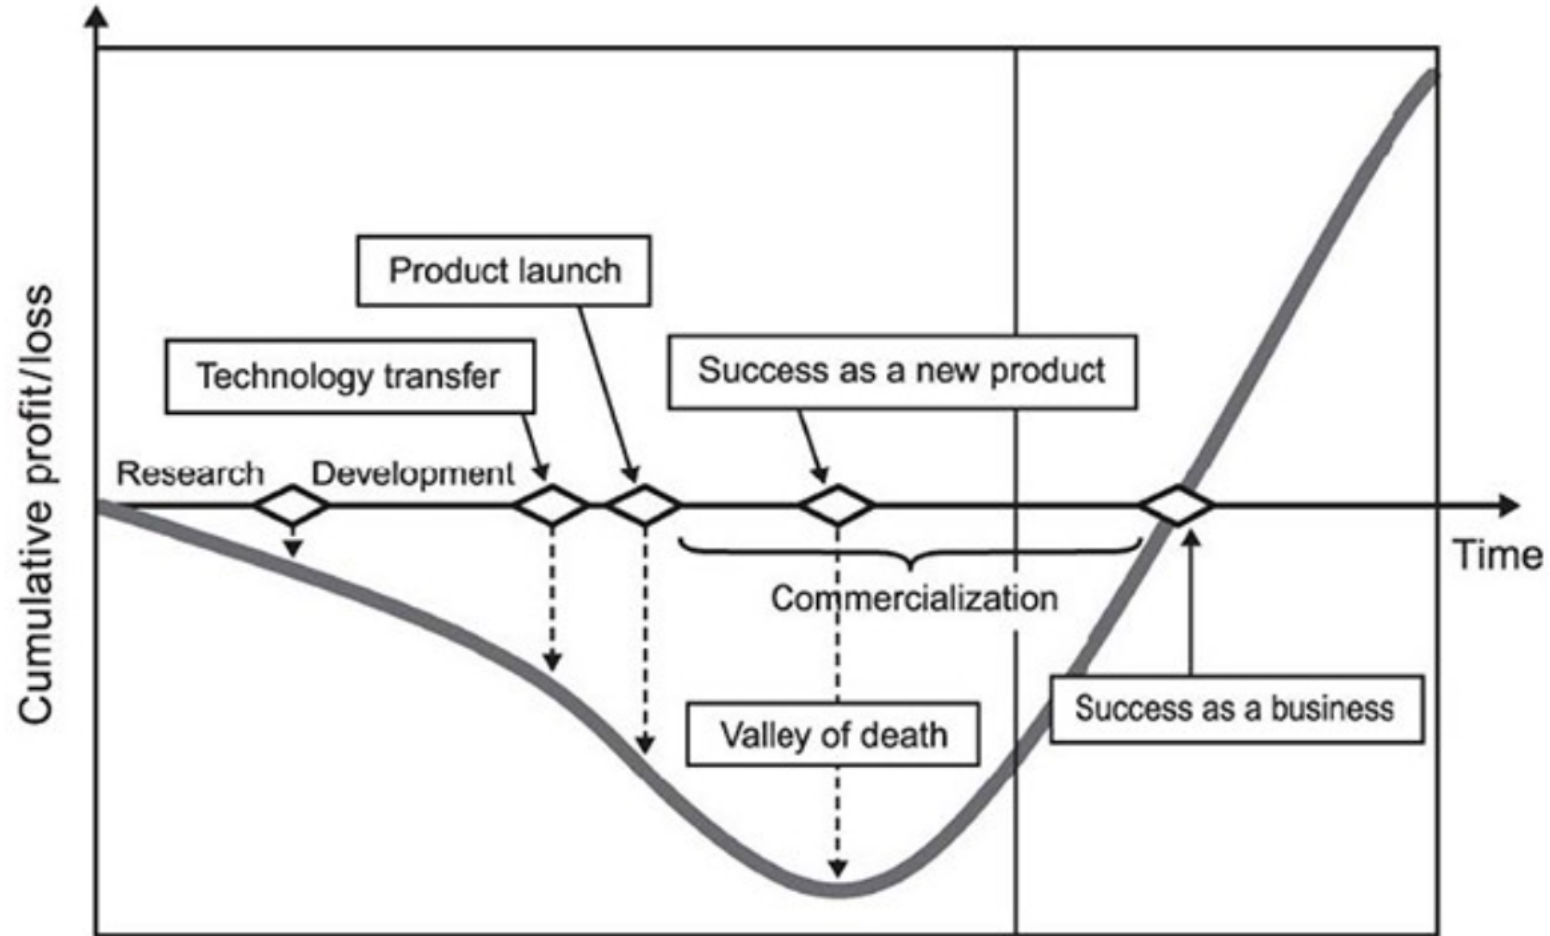 Product launch
Technology transfer
Success as a new product
Research
Development
Cumulative profit/loss
Time
Commercialization
Valley of death
Success as a business